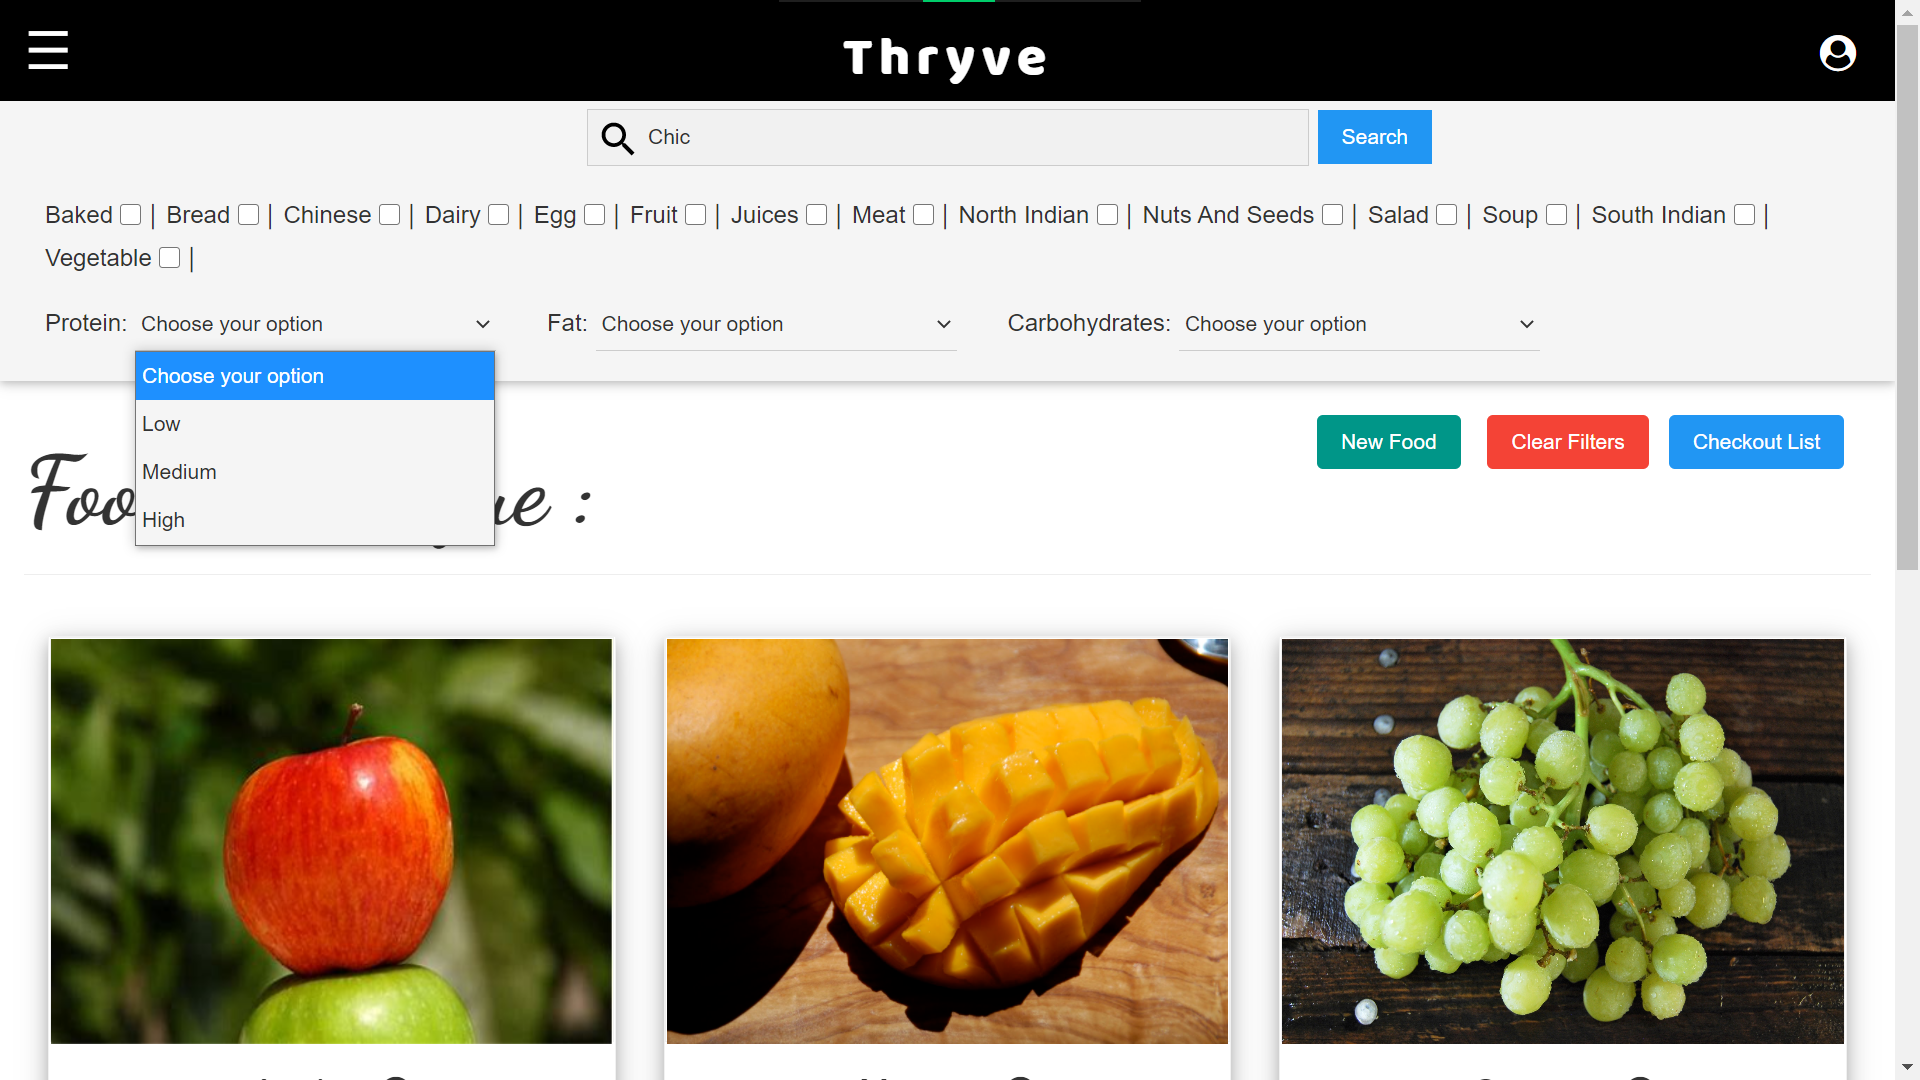 Thryve
Chic
Search
Baked | Bread | Chinese | Dairy | Egg | Fruit | Juices | Meat | North Indian | Nuts And Seeds | Salad | Soup | South Indian |
Vegetable |
Protein: Choose your option Fat: Choose your option Carbohydrates: Choose your option
Choose your option
Low
Medium
High
New Food Clear Filters Checkout List
: